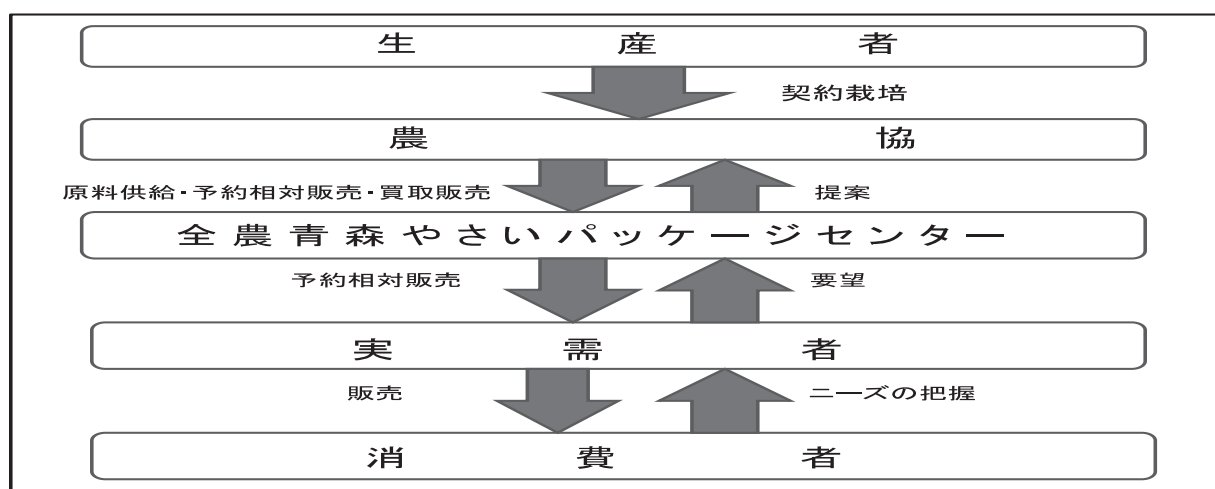 生産者
契約栽培
農協
原料供給・予約相対販売・買取販売 提案
全農青森やさいパッケージセンター
予約相対販売 要望
実需者
販売 ニーズの把握
消費者